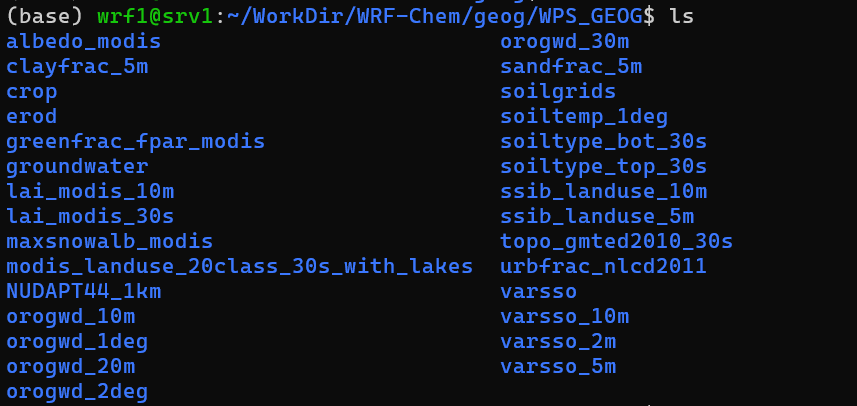 (base) wrf1@srv1:~/WorkDir/WRF-Chem/geog/WPS_GEOG$ ls
albedo_modis orogwd_30m
clayfrac_5m sandfrac_5m
crop soilgrids
erod soiltemp_1deg
greenfrac_fpar_modis soiltype_bot_30s
groundwater soiltype_top_30s
lai_modis_10m ssib_landuse_10m
lai_modis_30s ssib_landuse_5m
maxsnowalb_modis topo_gmted2010_30s
modis_landuse_20class_30s_with_lakes urbfrac_nlcd2011
NUDAPT44_1km varsso
orogwd_10m varsso_10m
orogwd_1deg varsso_2m
orogwd_20m varsso_5m
orogwd_2deg